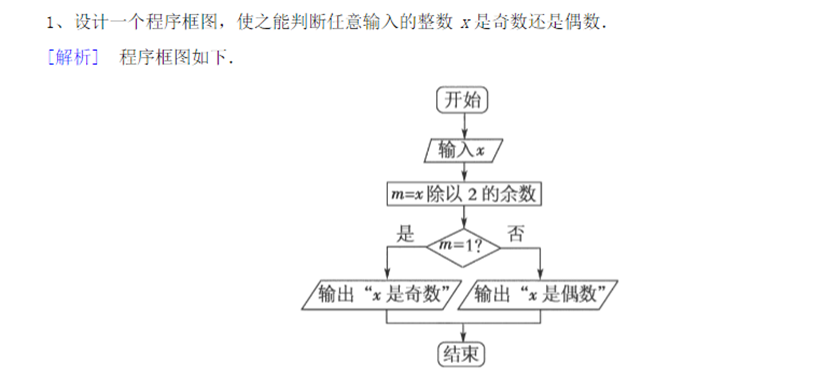 1、设计一个程序框图，使之能判断任意输入的整数 x 是奇数还是偶数．
[解析] 程序框图如下．
开始
输入x
m=x 除以 2 的余数
是
m=1?
否
输出“x 是奇数”
输出“x 是偶数”
结束